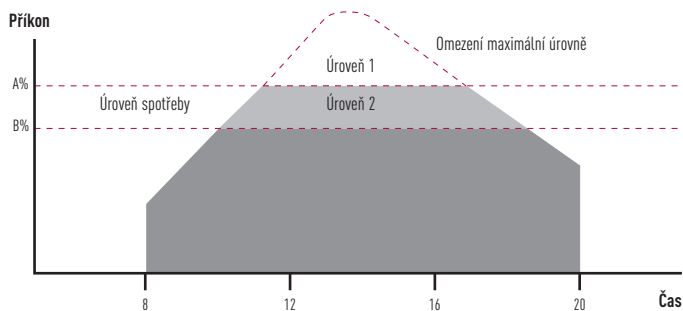 Příkon
Omezení maximální úrovně
Úroveň 1
A%
Úroveň spotřeby
Úroveň 2
B%
8
12
16
20
Čas